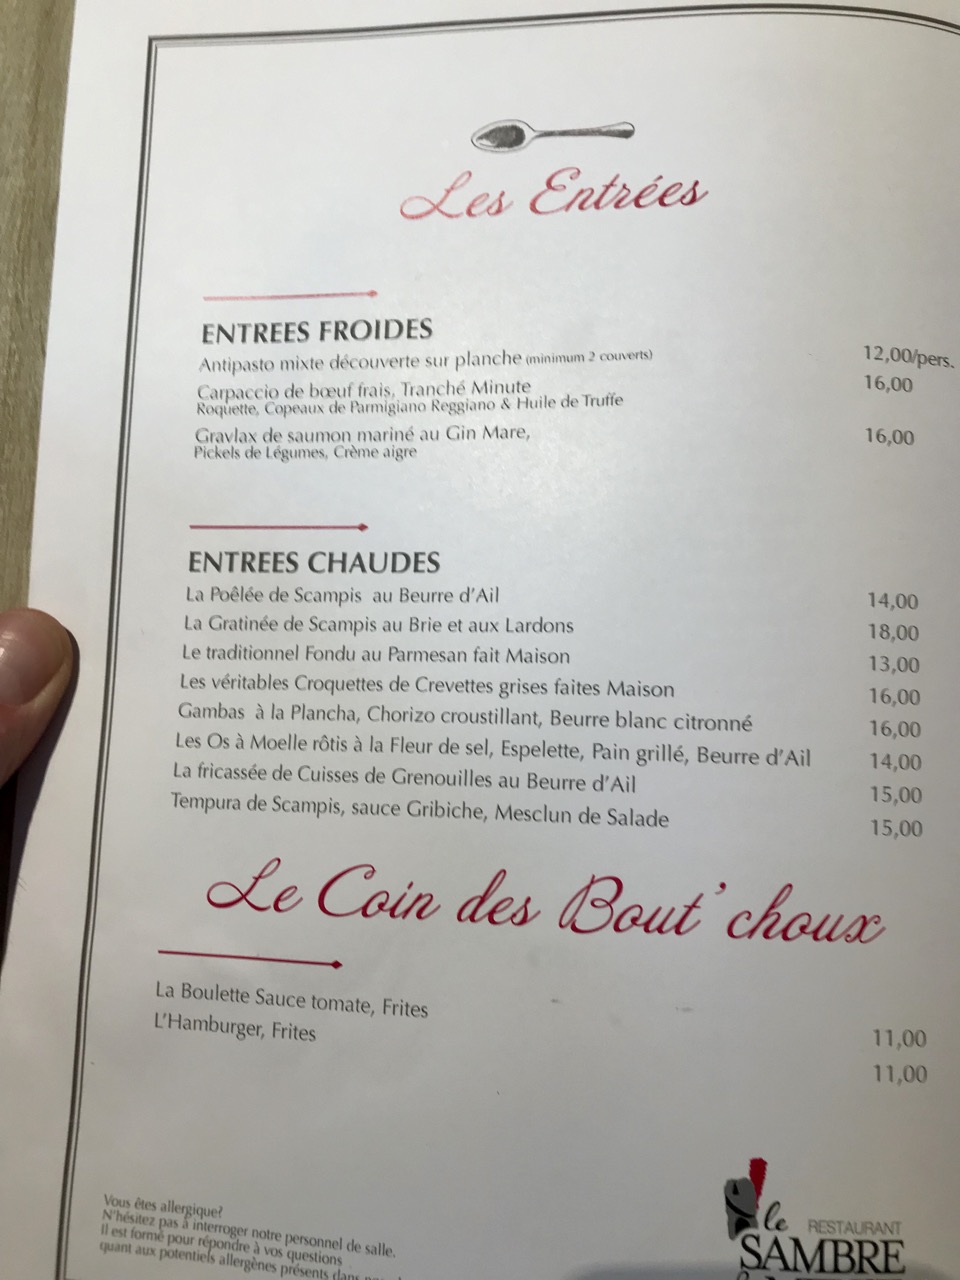 Les Entrées
ENTREES FROIDES
Antipasto mixte découverte sur planche (minimum 2 couverts) 12,00/pers.
Carpaccio de bœuf frais, Tranché Minute 16,00
Roquette, Copeaux de Parmigiano Reggiano & Huile de Truffe
Gravlax de saumon mariné au Gin Mare, 16,00
Pickels de Légumes, Crème aigre
ENTREES CHAUDES
La Poêlée de Scampis au Beurre d'Ail 14,00
La Gratinée de Scampis au Brie et aux Lardons 18,00
Le traditionnel Fondu au Parmesan fait Maison 13,00
Les véritables Croquettes de Crevettes grises faites Maison 16,00
Gambas à la Plancha, Chorizo croustillant, Beurre blanc citronné 16,00
Les Os à Moelle rôtis à la Fleur de sel, Espelette, Pain grillé, Beurre d'Ail 14,00
La fricassée de Cuisses de Grenouilles au Beurre d'Ail 15,00
Tempura de Scampis, sauce Gribiche, Mesclun de Salade 15,00
Le Coin des Bout'choux
La Boulette Sauce tomate, Frites 11,00
L'Hamburger, Frites 11,00
Vous êtes allergique?
N'hésitez pas à interroger notre personnel de salle.
Il est formé pour répondre à vos questions
quant aux potentiels allergènes présents dans
le RESTAURANT
SAMBRE